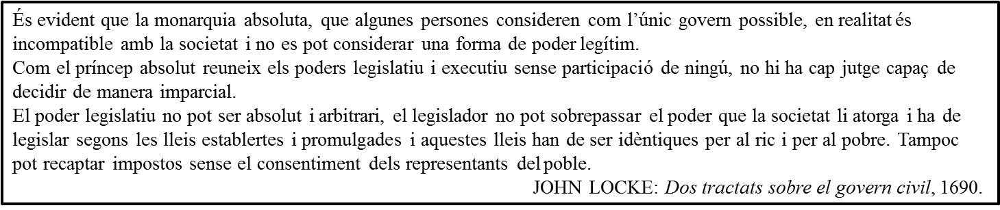 És evident que la monarquia absoluta, que algunes persones consideren com l’únic govern possible, en realitat és
incompatible amb la societat i no es pot considerar una forma de poder legítim.
Com el príncep absolut reuneix els poders legislatiu i executiu sense participació de ningú, no hi ha cap jutge capaç de
decidir de manera imparcial.
El poder legislatiu no pot ser absolut i arbitrari, el legislador no pot sobrepassar el poder que la societat li atorga i ha de
legislar segons les lleis establertes i promulgades i aquestes lleis han de ser idèntiques per al ric i per al pobre. Tampoc
pot recaptar impostos sense el consentiment dels representants del poble.
JOHN LOCKE: Dos tractats sobre el govern civil, 1690.